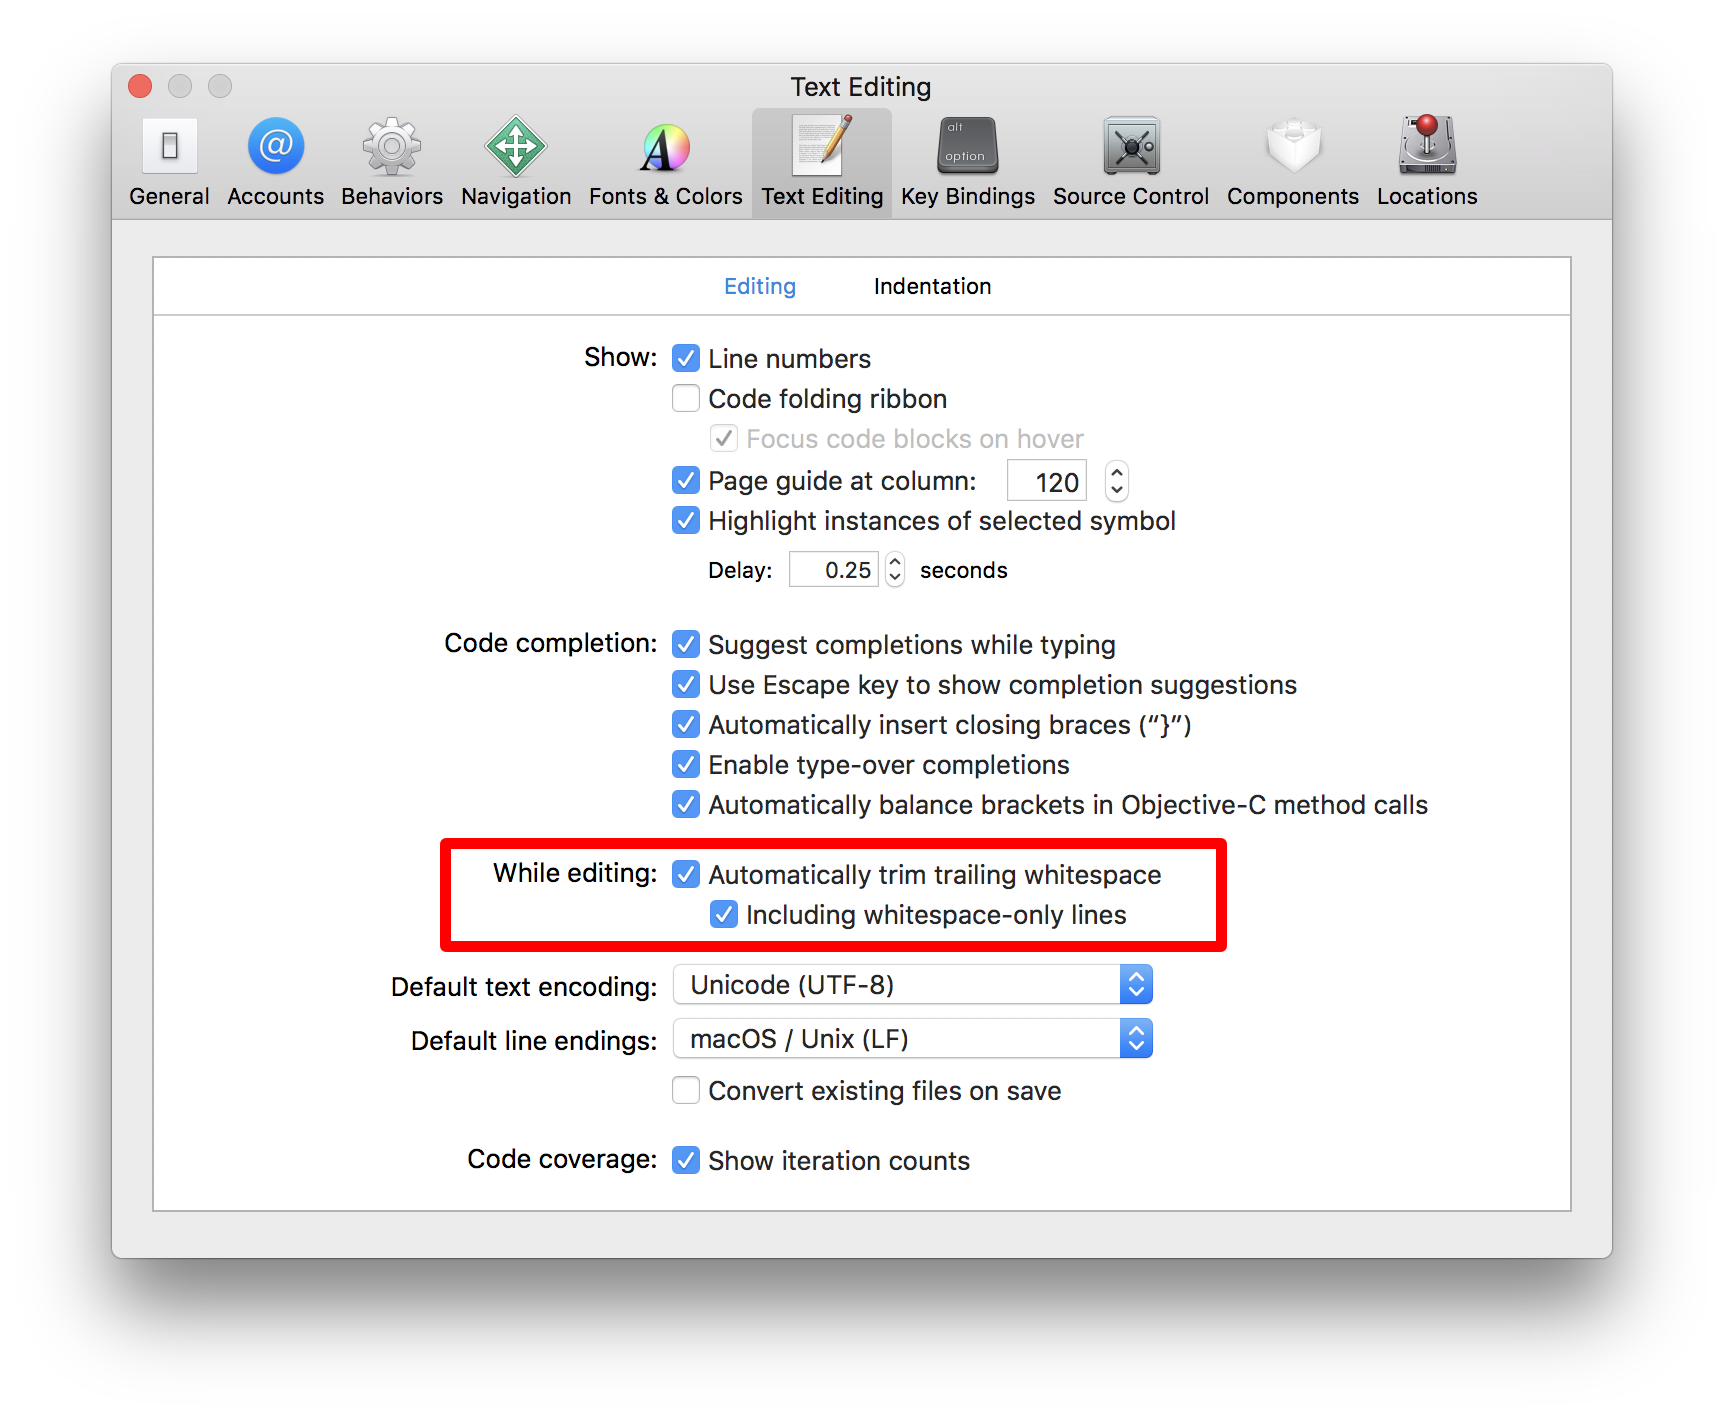 Text Editing
alt
option
General Accounts Behaviors Navigation Fonts & Colors Text Editing Key Bindings Source Control Components Locations
Editing Indentation
Show: Line numbers
Code folding ribbon
Focus code blocks on hover
Page guide at column: 120
Highlight instances of selected symbol
Delay: 0.25 seconds
Code completion: Suggest completions while typing
Use Escape key to show completion suggestions
Automatically insert closing braces (“}”)
Enable type-over completions
Automatically balance brackets in Objective-C method calls
While editing: Automatically trim trailing whitespace
Including whitespace-only lines
Default text encoding: Unicode (UTF-8)
Default line endings: macOS / Unix (LF)
Convert existing files on save
Code coverage: Show iteration counts